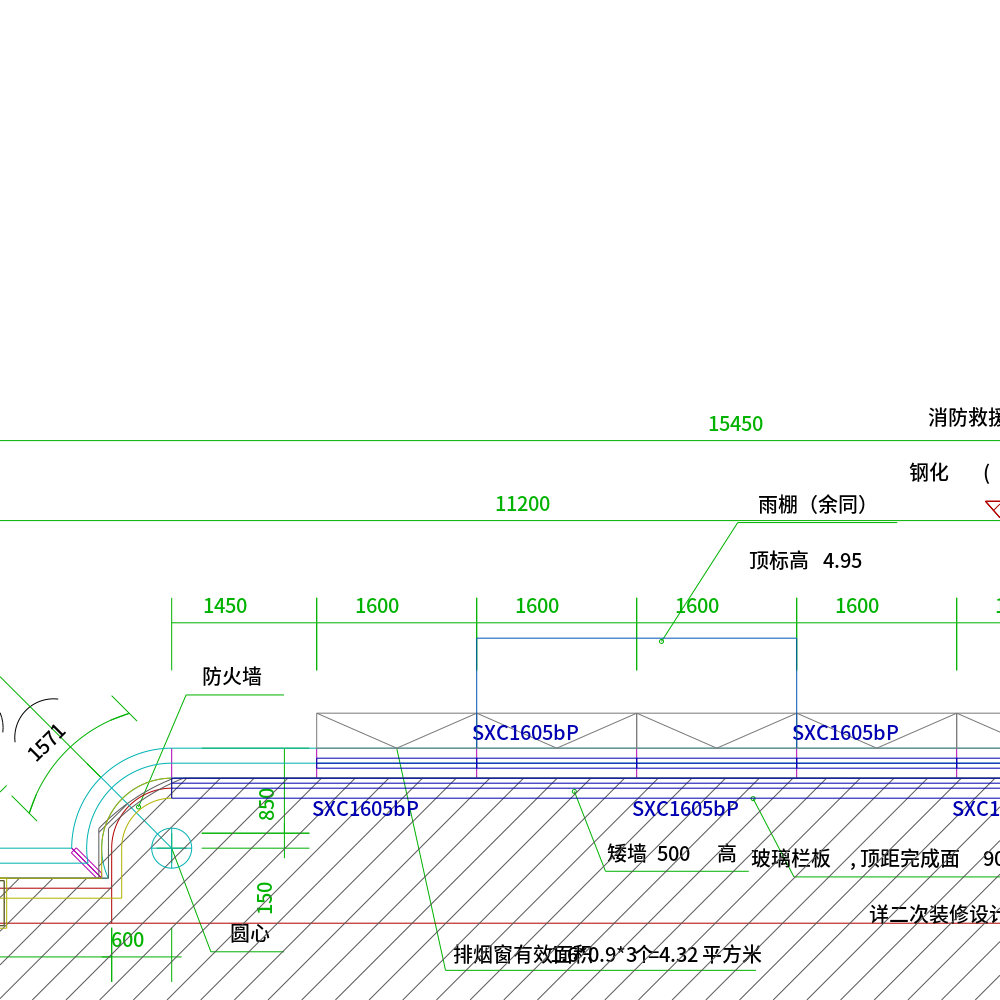 15450
消防救援
钢化 (
11200
雨棚（余同）
顶标高 4.95
1450 1600 1600 1600 1600
防火墙
1571
SXC1605bP SXC1605bP
850
SXC1605bP SXC1605bP SXC1
矮墙 500 高
玻璃栏板 ,顶距完成面 90
150
详二次装修设计
圆心
600
排烟窗有效面积 1.6*0.9*3个=4.32 平方米